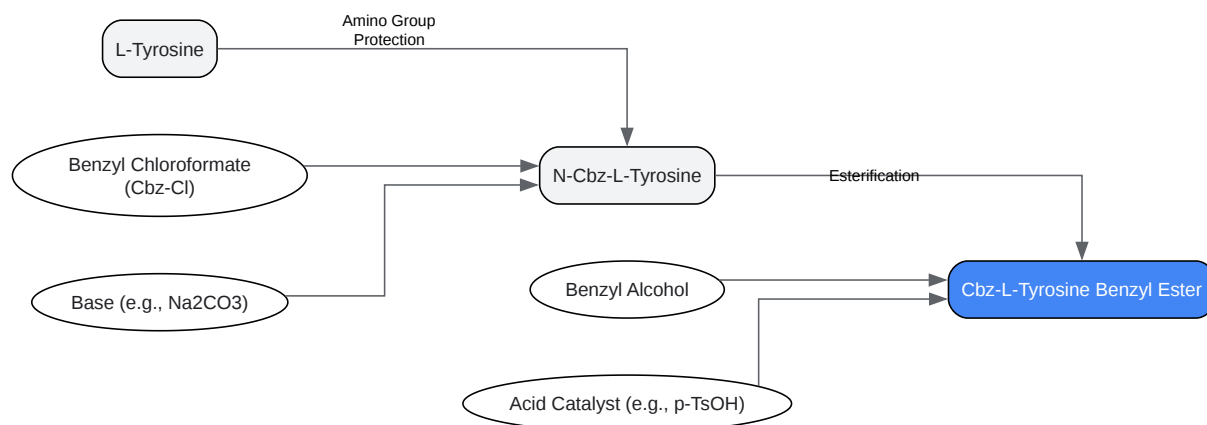 Amino Group
Protection
L-Tyrosine
Benzyl Chloroformate
(Cbz-Cl)
N-Cbz-L-Tyrosine
Esterification
Base (e.g., Na2CO3)
Benzyl Alcohol
Cbz-L-Tyrosine Benzyl Ester
Acid Catalyst (e.g., p-TsOH)